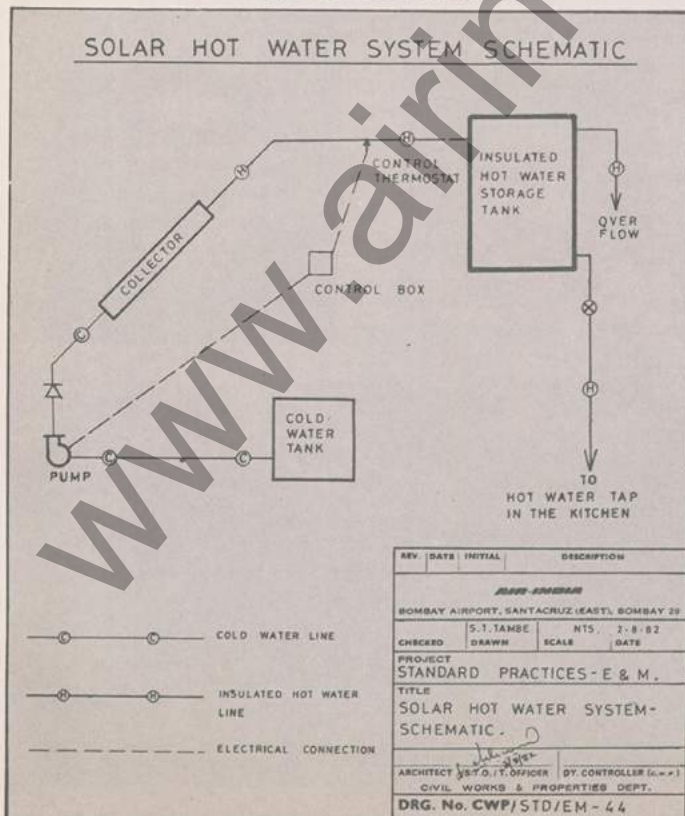 SOLAR HOT WATER SYSTEM SCHEMATIC
www.airin
H
CONTROL
THERMOSTAT
INSULATED
HOT WATER
STORAGE
TANK
H
OVER
FLOW
H
COLLECTOR
CONTROL BOX
C
H
COLD-
WATER
TANK
PUMP
C
C
TO
HOT WATER TAP
IN THE KITCHEN
C C COLD WATER LINE
H H INSULATED HOT WATER
LINE
ELECTRICAL CONNECTION
REV. DATE INITIAL DESCRIPTION
AIR-INDIA
BOMBAY AIRPORT, SANTACRUZ (EAST), BOMBAY 29
S.T.TAMBE NTS. 2-8-82
CHECKED DRAWN SCALE DATE
PROJECT
STANDARD PRACTICES - E & M.
TITLE
SOLAR HOT WATER SYSTEM-
SCHEMATIC.
ARCHITECT S.T.O./T.OFFICER DY. CONTROLLER (C.W.P.)
CIVIL WORKS & PROPERTIES DEPT.
DRG. No. CWP/STD/EM - 44